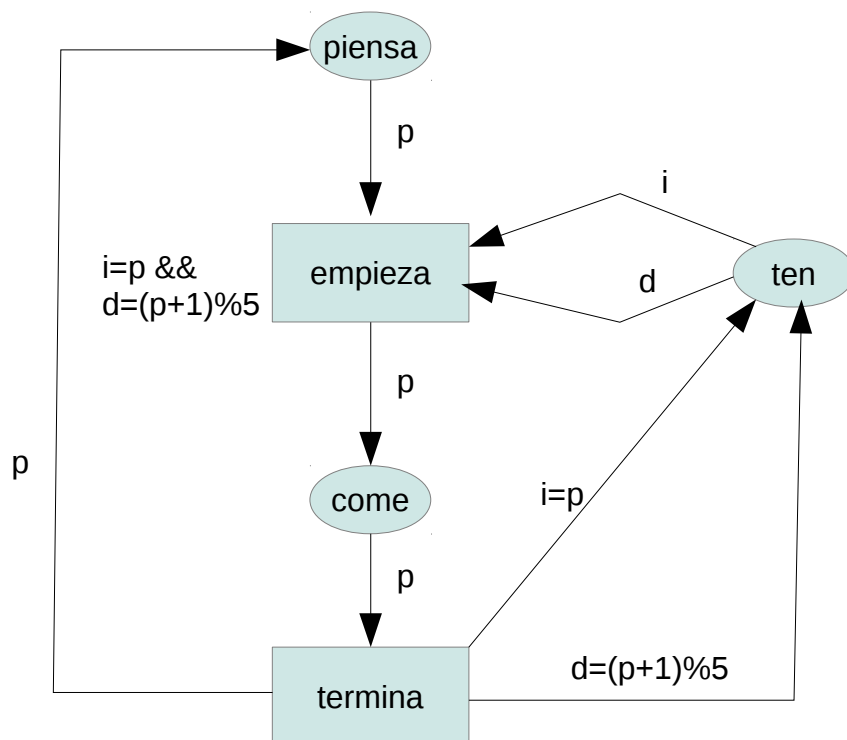 piensa
p
i
i=p &&
d=(p+1)%5
empieza
d
ten
p
p
come
i=p
p
d=(p+1)%5
termina